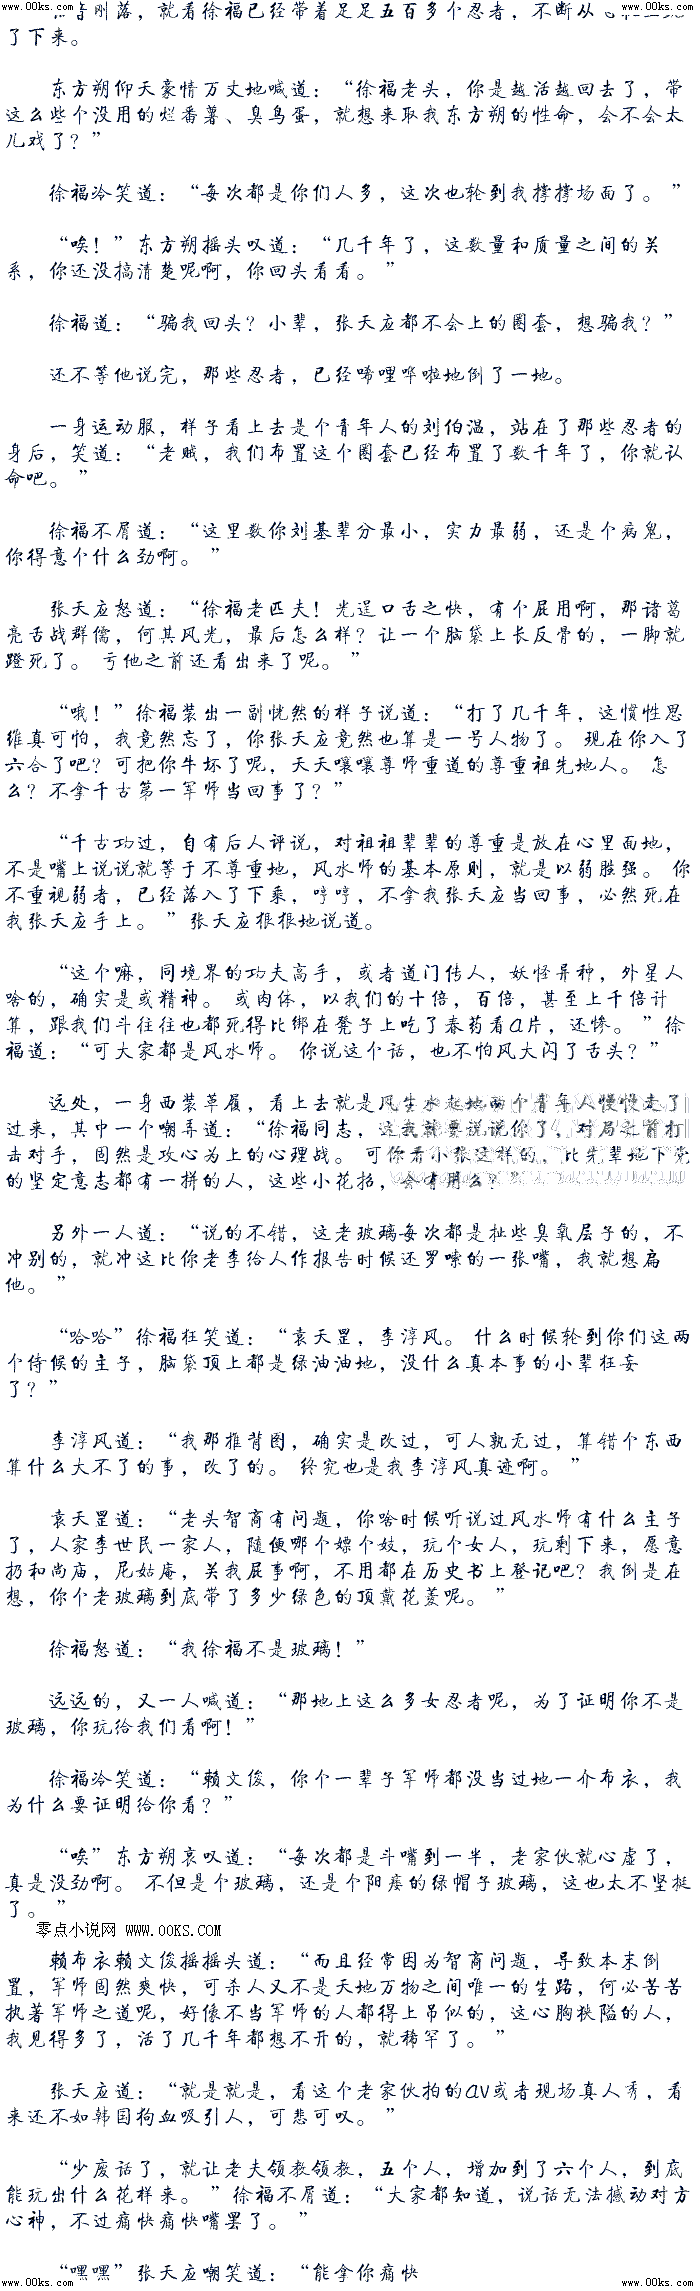 www.00ks.com www.00ks.com
刚落，就看徐福已经带着足足五百多个忍者，不断从
了下来。
东方朔仰天豪情万丈地喊道：“徐福老头，你是越活越回去了，带
这么些个没用的烂番薯、臭鸟蛋，就想来取我东方朔的性命，会不会太
儿戏了？”
徐福冷笑道：“每次都是你们人多，这次也轮到我撑撑场面了。”
“唉！”东方朔摇头叹道：“几千年了，这数量和质量之间的关
系，你还没搞清楚呢啊，你回头看看。”
徐福道：“骗我回头？小辈，张天应都不会上的圈套，想骗我？”
还不等他说完，那些忍者，已经唏哩哗啦地倒了一地。
一身运动服，样子看上去是个青年人的刘伯温，站在了那些忍者的
身后，笑道：“老贼，我们布置这个圈套已经布置了数千年了，你就认
命吧。”
徐福不屑道：“这里数你刘基辈分最小，实力最弱，还是个病鬼，
你得意个什么劲啊。”
张天应怒道：“徐福老匹夫！光逞口舌之快，有个屁用啊，那诸葛
亮舌战群儒，何其风光，最后怎么样？让一个脑袋上长反骨的，一脚就
蹬死了。 亏他之前还看出来了呢。”
“哦！”徐福装出一副恍然的样子说道：“打了几千年，这惯性思
维真可怕，我竟然忘了，你张天应竟然也算是一号人物了。 现在你入了
六合了吧？可把你牛坏了呢，天天嚷嚷尊师重道的尊重祖先地人。 怎
么？不拿千古第一军师当回事了？”
“千古功过，自有后人评说，对祖祖辈辈的尊重是放在心里面地，
不是嘴上说说就等于不尊重地，风水师的基本原则，就是以弱胜强。 你
不重视弱者，已经落入了下乘，哼哼，不拿我张天应当回事，必然死在
我张天应手上。”张天应狠狠地说道。
“这个嘛，同境界的功夫高手，或者道门传人，妖怪异种，外星人
啥的，确实是或精神。 或肉体，以我们的十倍，百倍，甚至上千倍计
算，跟我们斗往往也都死得比绑在凳子上吃了春药看a片，还惨。”徐
福道：“可大家都是风水师。 你说这个话，也不怕风大闪了舌头？”
远处，一身西装革履，看上去就是风生水起地两个青年人慢慢走了
过来，其中一个嘲弄道：“徐福同志，这我就要说说你了，对局之前打
击对手，固然是攻心为上的心理战。 可你看小张这样的，比先辈地下党
的坚定意志都有一拼的人，这些小花招，会有用么？”
另外一人道：“说的不错，这老玻璃每次都是扯些臭氧层子的，不
冲别的，就冲这比你老李给人作报告时候还罗嗦的一张嘴，我就想扁
他。”
“哈哈”徐福狂笑道：“袁天罡，李淳风。 什么时候轮到你们这两
个侍候的主子，脑袋顶上都是绿油油地，没什么真本事的小辈狂妄
了？”
李淳风道：“我那推背图，确实是改过，可人孰无过，算错个东西
算什么大不了的事，改了的。 终究也是我李淳风真迹啊。”
袁天罡道：“老头智商有问题，你啥时候听说过风水师有什么主子
了，人家李世民一家人，随便哪个嫖个妓，玩个女人，玩剩下来，愿意
扔和尚庙，尼姑庵，关我屁事啊，不用都在历史书上登记吧？我倒是在
想，你个老玻璃到底带了多少绿色的顶戴花盖呢。”
徐福怒道：“我徐福不是玻璃！”
远远的，又一人喊道：“那地上这么多女忍者呢，为了证明你不是
玻璃，你玩给我们看啊！”
徐福冷笑道：“赖文俊，你个一辈子军师都没当过地一介布衣，我
为什么要证明给你看？”
“唉”东方朔哀叹道：“每次都是斗嘴到一半，老家伙就心虚了，
真是没劲啊。 不但是个玻璃，还是个阳痿的绿帽子玻璃，这也太不坚挺
了。”
零点小说网 www.00KS.com
赖布衣赖文俊摇摇头道：“而且经常因为智商问题，导致本末倒
置，军师固然爽快，可杀人又不是天地万物之间唯一的生路，何必苦苦
执著军师之道呢，好像不当军师的人都得上吊似的，这心胸狭隘的人，
我见得多了，活了几千年都想不开的，就稀罕了。”
张天应道：“就是就是，看这个老家伙拍的av或者现场真人秀，看
来还不如韩国狗血吸引人，可悲可叹。”
“少废话了，就让老夫领教领教，五个人，增加到了六个人，到底
能玩出什么花样来。”徐福不屑道：“大家都知道，说话无法撼动对方
心神，不过痛快痛快嘴罢了。”
“嘿嘿”张天应嘲笑道：“能拿你痛快
www.00ks.com www.00ks.com